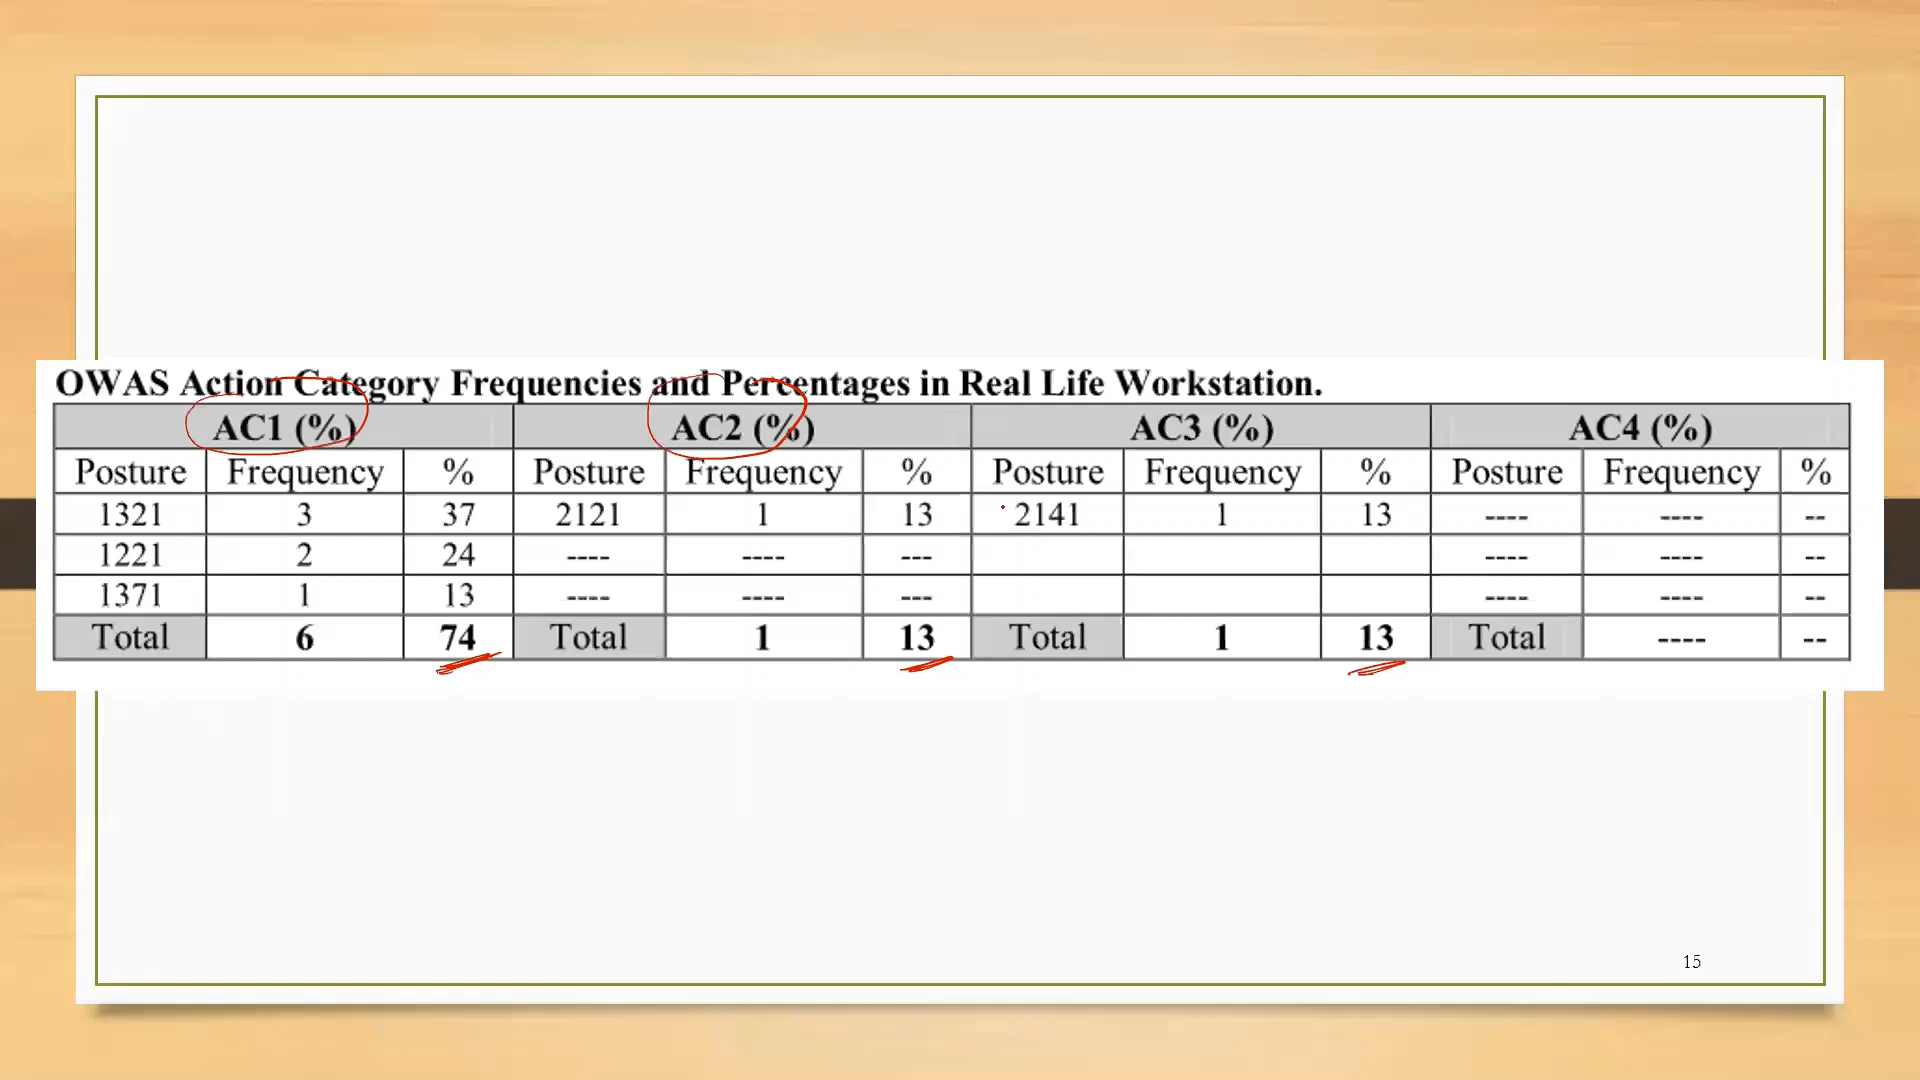 OWAS Action Category Frequencies and Percentages in Real Life Workstation.
AC1 (%) AC2 (%) AC3 (%) AC4 (%)
Posture Frequency % Posture Frequency % Posture Frequency % Posture Frequency %
1321 3 37 2121 1 13 2141 1 13 ---- ---- --
1221 2 24 ---- ---- --- ---- ---- --
1371 1 13 ---- ---- --- ---- ---- --
Total 6 74 Total 1 13 Total 1 13 Total ---- --
15